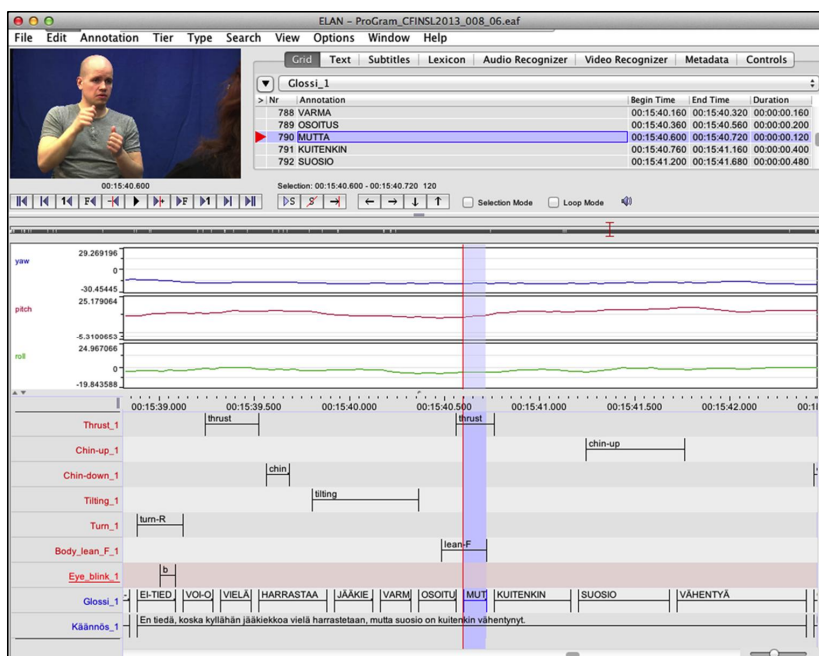 ELAN - ProGram_CFINSL2013_008_06.eaf
File Edit Annotation Tier Type Search View Options Window Help
Grid Text Subtitles Lexicon Audio Recognizer Video Recognizer Metadata Controls
Glossi_1
> Nr Annotation Begin Time End Time Duration
788 VARMA 00:15:40.160 00:15:40.320 00:00:00.160
789 OSOITUS 00:15:40.360 00:15:40.560 00:00:00.200
790 MUTTA 00:15:40.600 00:15:40.720 00:00:00.120
791 KUITENKIN 00:15:40.760 00:15:41.160 00:00:00.400
792 SUOSIO 00:15:41.200 00:15:41.680 00:00:00.480
00:15:40.600 Selection: 00:15:40.600 - 00:15:40.720 120
Selection Mode Loop Mode
29.269196
yaw
0
-30.45445
25.179064
pitch
-5.3100653
24.967066
roll
0
-19.843588
00:15:39.000 00:15:39.500 00:15:40.000 00:15:40.500 00:15:41.000 00:15:41.500 00:15:42.000
Thrust_1 thrust thrust
Chin-up_1 chin-up
Chin-down_1 chin
Tilting_1 tilting
Turn_1 turn-R
Body_lean_F_1 lean-F
Eye_blink_1 b
Glossi_1 EI-TIED VOI-O VIELÄ HARRASTAA JÄÄKIE VARM OSOITU MUT KUITENKIN SUOSIO VÄHENTYÄ
Käännös_1 En tiedä, koska kyllähän jääkiekkoa vielä harrastetaan, mutta suosio on kuitenkin vähentynyt.